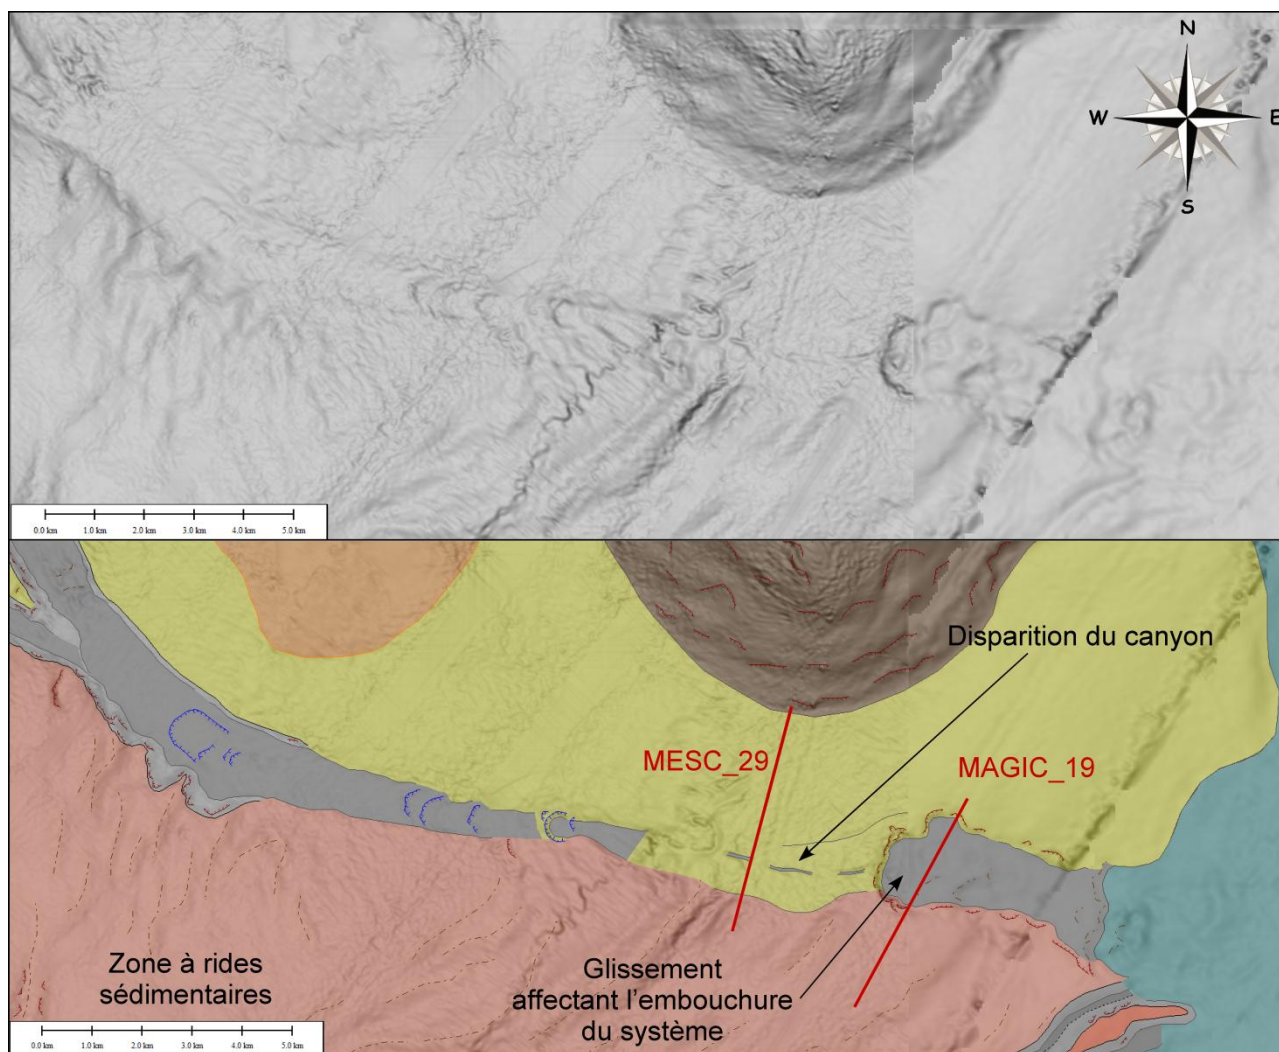 N
W E
S
0.0 km 1.0 km 2.0 km 3.0 km 4.0 km 5.0 km
Disparition du canyon
MESC_29
MAGIC_19
Zone à rides
sédimentaires
Glissement
affectant l'embouchure
du système
0.0 km 1.0 km 2.0 km 3.0 km 4.0 km 5.0 km